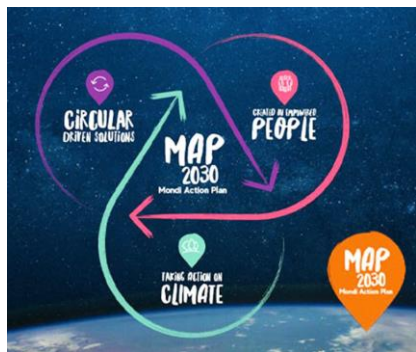 CIRCULAR
DRIVEN SOLUTIONS
CREATED BY EMPOWERED
PEOPLE
MAP
2030
Mondi Action Plan
TAKING ACTION ON
CLIMATE
MAP
2030
Mondi Action Plan